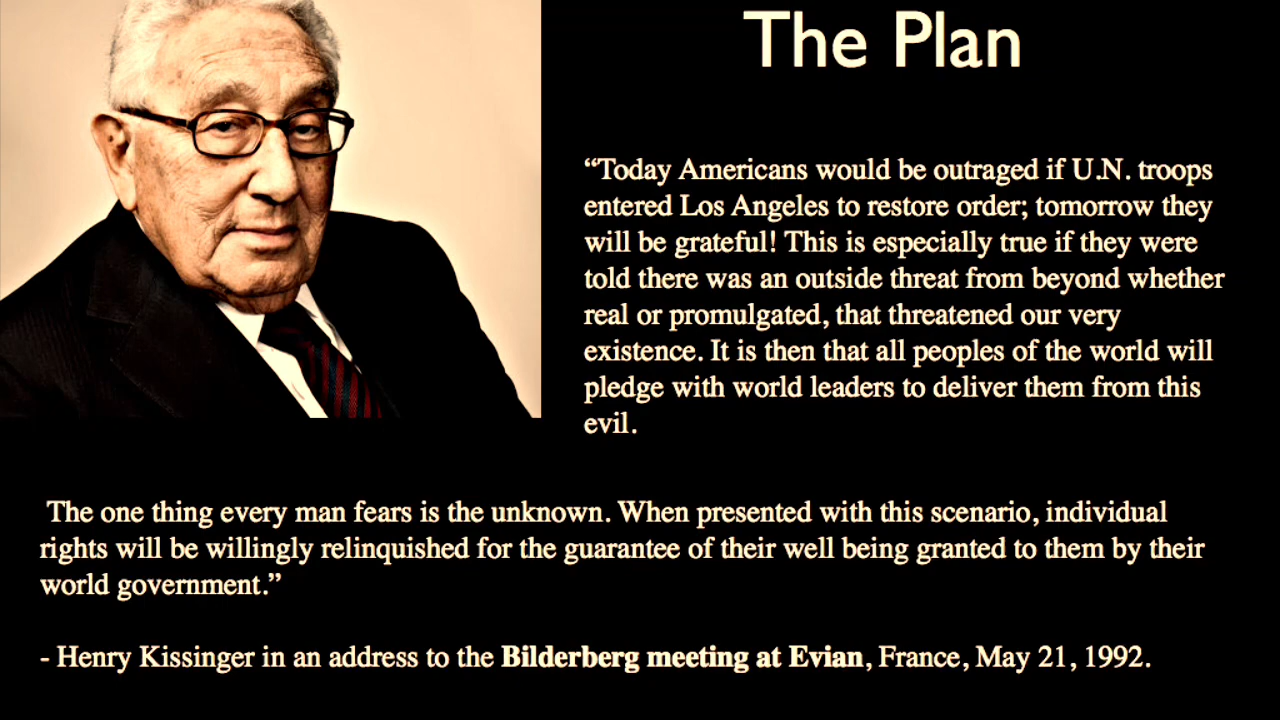 The Plan
“Today Americans would be outraged if U.N. troops
entered Los Angeles to restore order; tomorrow they
will be grateful! This is especially true if they were
told there was an outside threat from beyond whether
real or promulgated, that threatened our very
existence. It is then that all peoples of the world will
pledge with world leaders to deliver them from this
evil.
The one thing every man fears is the unknown. When presented with this scenario, individual
rights will be willingly relinquished for the guarantee of their well being granted to them by their
world government.”
- Henry Kissinger in an address to the Bilderberg meeting at Evian, France, May 21, 1992.